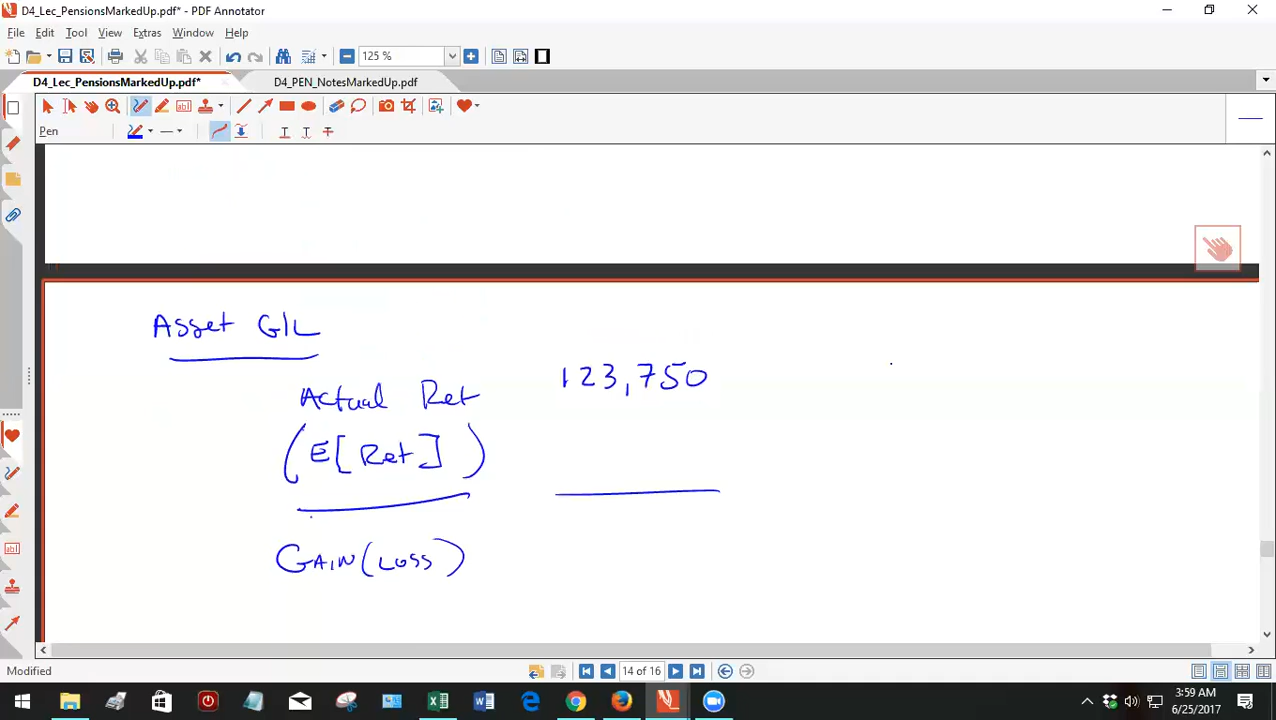 D4_Lec_PensionsMarkedUp.pdf* - PDF Annotator
File Edit Tool View Extras Window Help
125 %
D4_Lec_PensionsMarkedUp.pdf* D4_PEN_NotesMarkedUp.pdf
Pen
Asset G/L
Actual Ret 123,750
(E[Ret])
GAIN(LOSS)
14 of 16
Modified
3:59 AM
6/25/2017